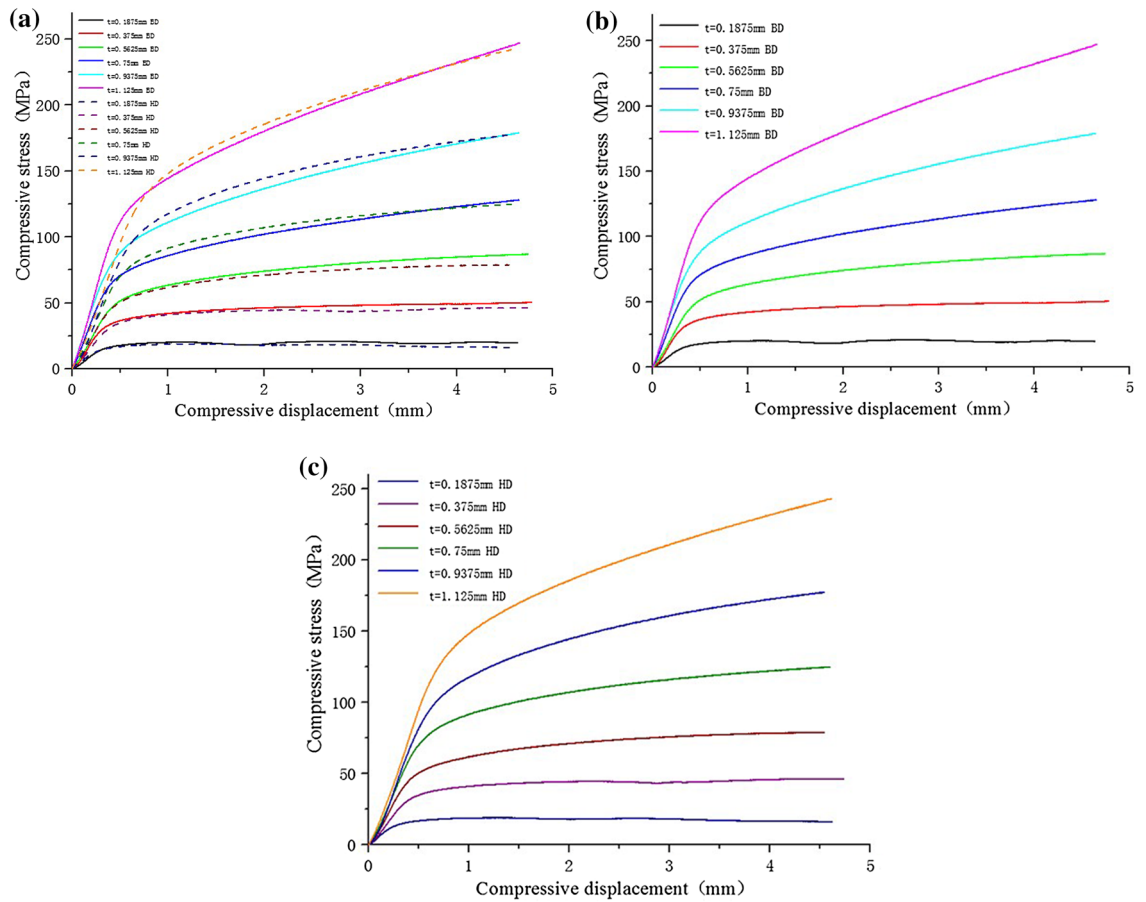 (a)
t=0.1875mm BD
t=0.375mm BD
t=0.5625mm BD
t=0.75mm BD
t=0.9375mm BD
t=1.125mm BD
t=0.1875mm HD
t=0.375mm HD
t=0.5625mm HD
t=0.75mm HD
t=0.9375mm HD
t=1.125mm HD
250
200
150
100
50
0
Compressive stress (MPa)
0 1 2 3 4 5
Compressive displacement (mm)
(b)
t=0.1875mm BD
t=0.375mm BD
t=0.5625mm BD
t=0.75mm BD
t=0.9375mm BD
t=1.125mm BD
250
200
150
100
50
0
Compressive stress (MPa)
0 1 2 3 4 5
Compressive displacement (mm)
(c)
t=0.1875mm HD
t=0.375mm HD
t=0.5625mm HD
t=0.75mm HD
t=0.9375mm HD
t=1.125mm HD
250
200
150
100
50
0
Compressive stress (MPa)
0 1 2 3 4 5
Compressive displacement (mm)